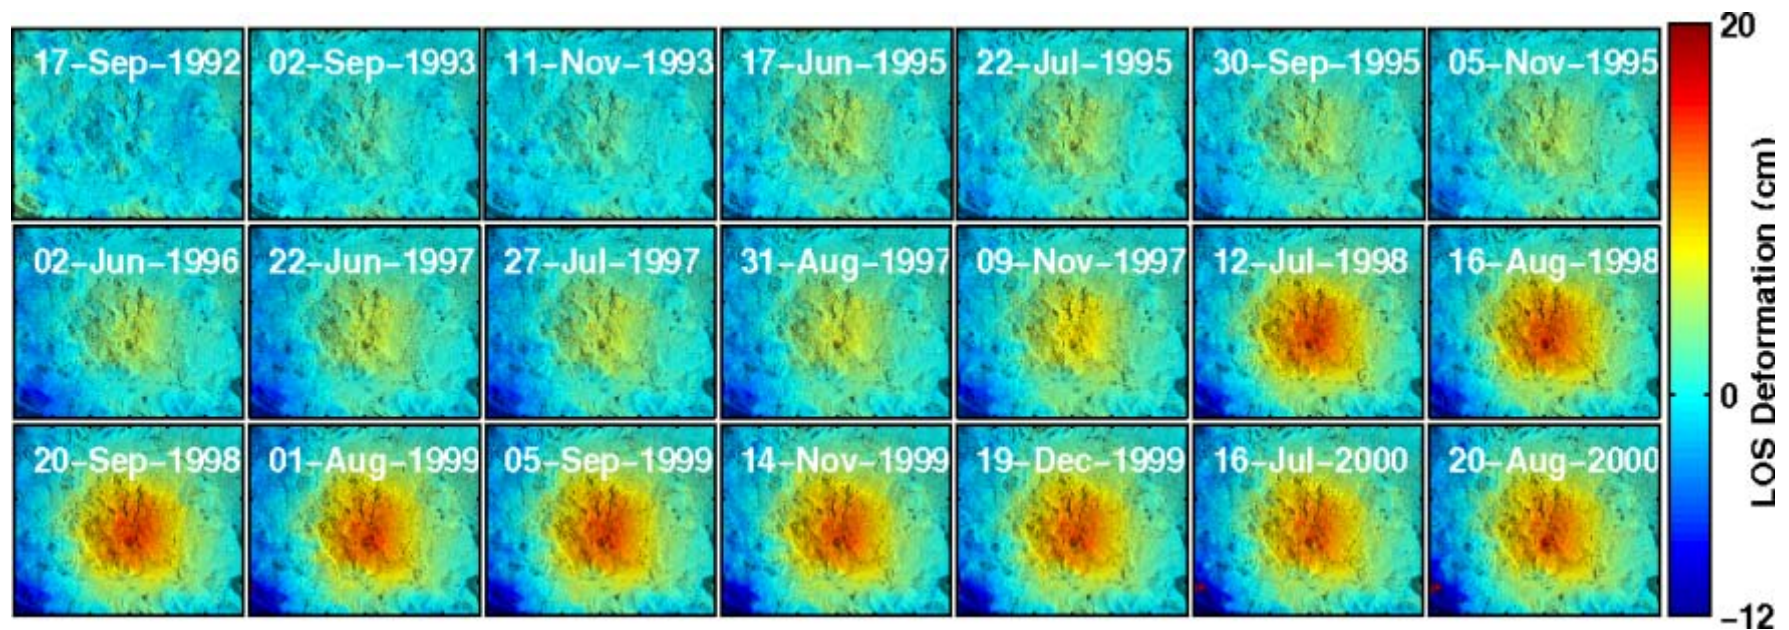 17-Sep-1992 02-Sep-1993 11-Nov-1993 17-Jun-1995 22-Jul-1995 30-Sep-1995 05-Nov-1995
02-Jun-1996 22-Jun-1997 27-Jul-1997 31-Aug-1997 09-Nov-1997 12-Jul-1998 16-Aug-1998
20-Sep-1998 01-Aug-1999 05-Sep-1999 14-Nov-1999 19-Dec-1999 16-Jul-2000 20-Aug-2000
20
0
-12
LOS Deformation (cm)